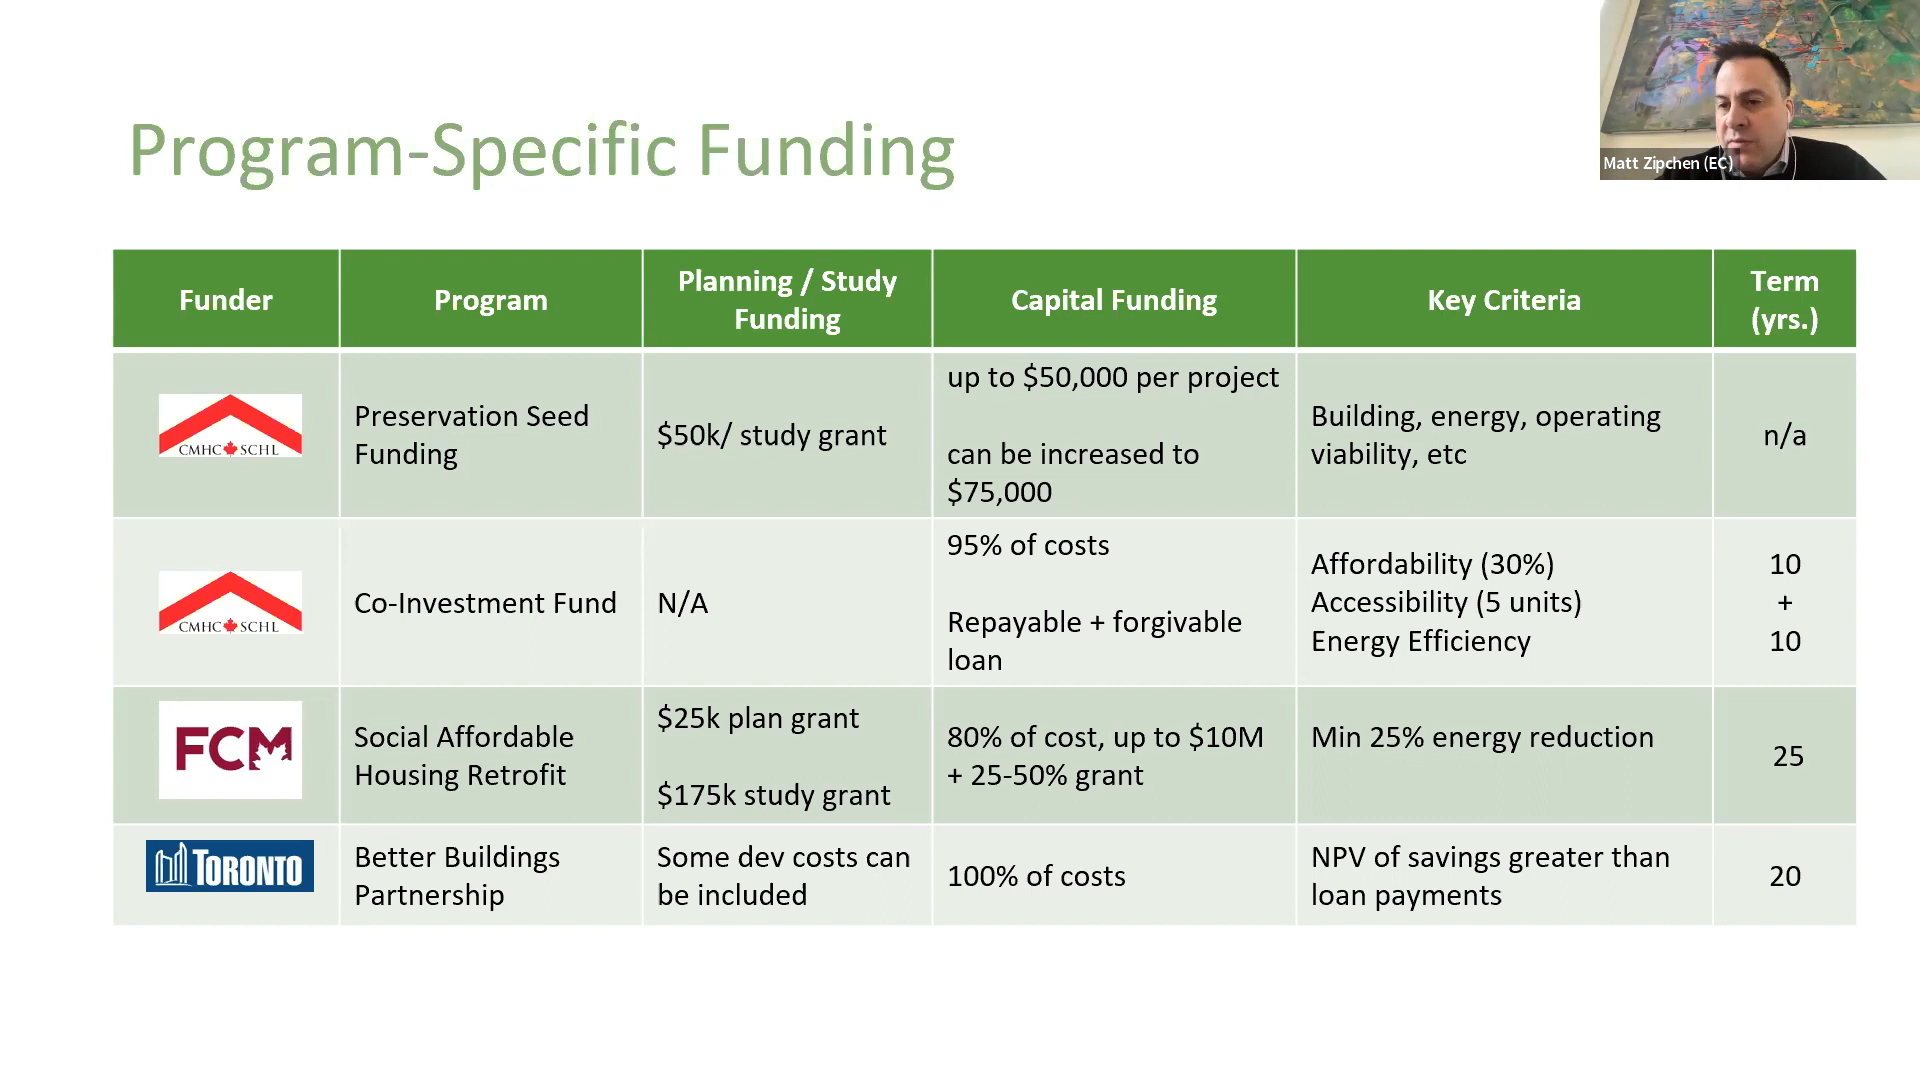 Matt Zipchen (EC)
Program-Specific Funding
Funder
Program
Planning / Study
Funding
Capital Funding
Key Criteria
Term
(yrs.)
CMHC SCHL
Preservation Seed
Funding
$50k/ study grant
up to $50,000 per project
can be increased to
$75,000
Building, energy, operating
viability, etc
n/a
CMHC SCHL
Co-Investment Fund
N/A
95% of costs
Repayable + forgivable
loan
Affordability (30%)
Accessibility (5 units)
Energy Efficiency
10
+
10
FCM
Social Affordable
Housing Retrofit
$25k plan grant
$175k study grant
80% of cost, up to $10M
+ 25-50% grant
Min 25% energy reduction
25
TORONTO
Better Buildings
Partnership
Some dev costs can
be included
100% of costs
NPV of savings greater than
loan payments
20